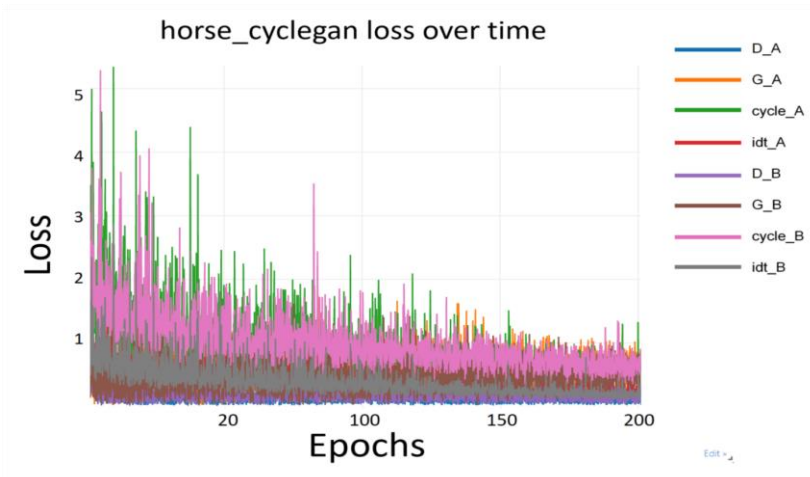 horse_cyclegan loss over time
D_A
G_A
cycle_A
idt_A
D_B
G_B
cycle_B
idt_B
Loss
5
4
3
2
1
20
100
150
200
Epochs
Edit »